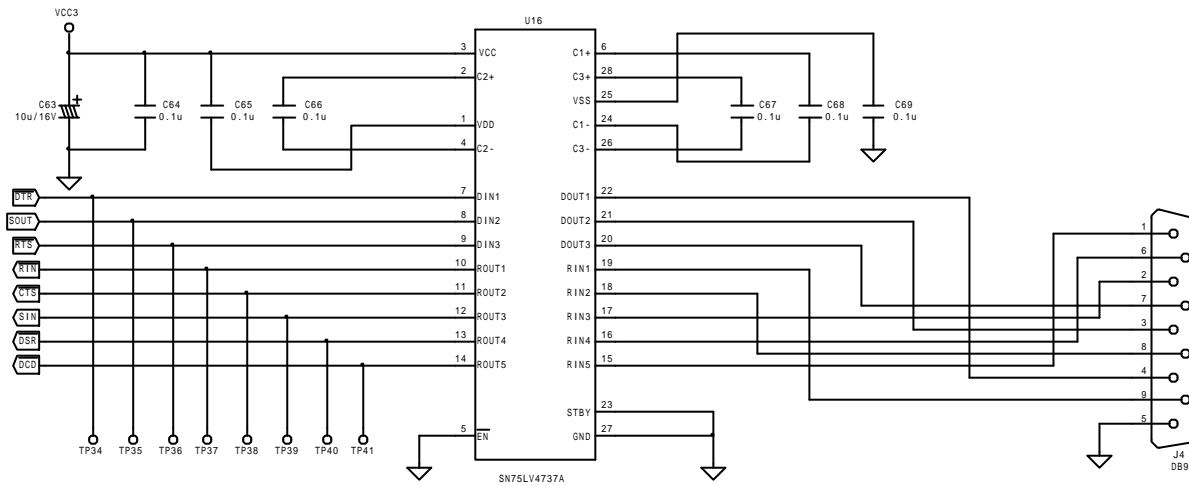 VCC3
U16
3 VCC C1+ 6
2 C2+ C3+ 28
VSS 25
1 VDD C1- 24
4 C2- C3- 26
C63
10u/16V
+
C64
0.1u
C65
0.1u
C66
0.1u
C67
0.1u
C68
0.1u
C69
0.1u
DTR 7 DIN1 DOUT1 22
SOUT 8 DIN2 DOUT2 21
RTS 9 DIN3 DOUT3 20
RIN 10 ROUT1 RIN1 19
CTS 11 ROUT2 RIN2 18
SIN 12 ROUT3 RIN3 17
DSR 13 ROUT4 RIN4 16
DCD 14 ROUT5 RIN5 15
STBY 23
5 EN GND 27
TP34 TP35 TP36 TP37 TP38 TP39 TP40 TP41
SN75LV4737A
1
6
2
7
3
8
4
9
5
J4
DB9